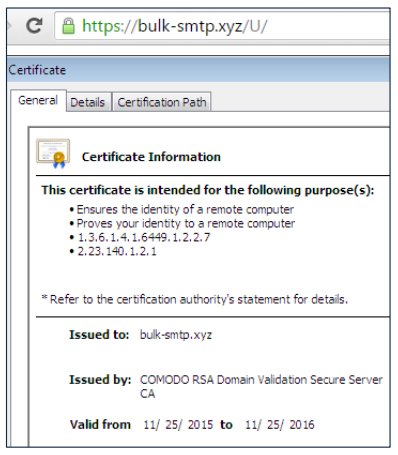 https://bulk-smtp.xyz/U/
Certificate
General Details Certification Path
Certificate Information
This certificate is intended for the following purpose(s):
• Ensures the identity of a remote computer
• Proves your identity to a remote computer
• 1.3.6.1.4.1.6449.1.2.2.7
• 2.23.140.1.2.1
* Refer to the certification authority's statement for details.
Issued to: bulk-smtp.xyz
Issued by: COMODO RSA Domain Validation Secure Server
CA
Valid from 11/ 25/ 2015 to 11/ 25/ 2016